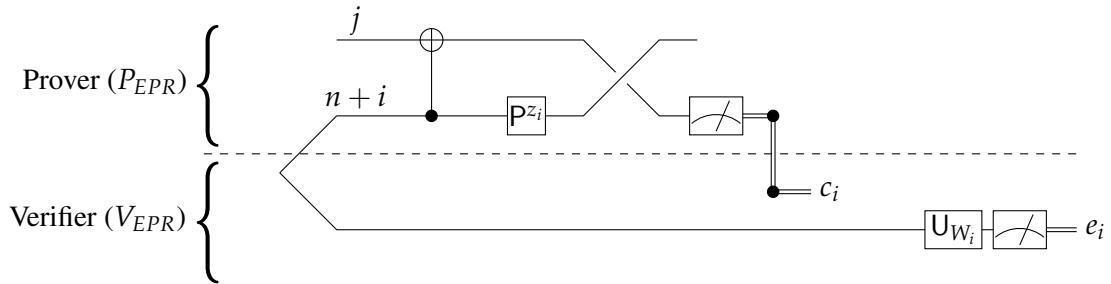 j
Prover (P_EPR)
n + i
P^{z_i}
c_i
Verifier (V_EPR)
U_{W_i}
e_i